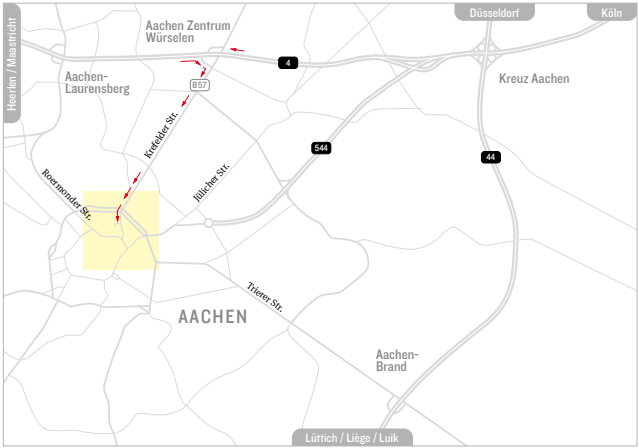 Düsseldorf
Köln
Aachen Zentrum
Würselen
Heerlen / Maastricht
4
Aachen-
Laurensberg
Kreuz Aachen
B57
Krefelder Str.
544
44
Jülicher Str.
Roermonder Str.
Trierer Str.
AACHEN
Aachen-
Brand
Lüttich / Liège / Luik